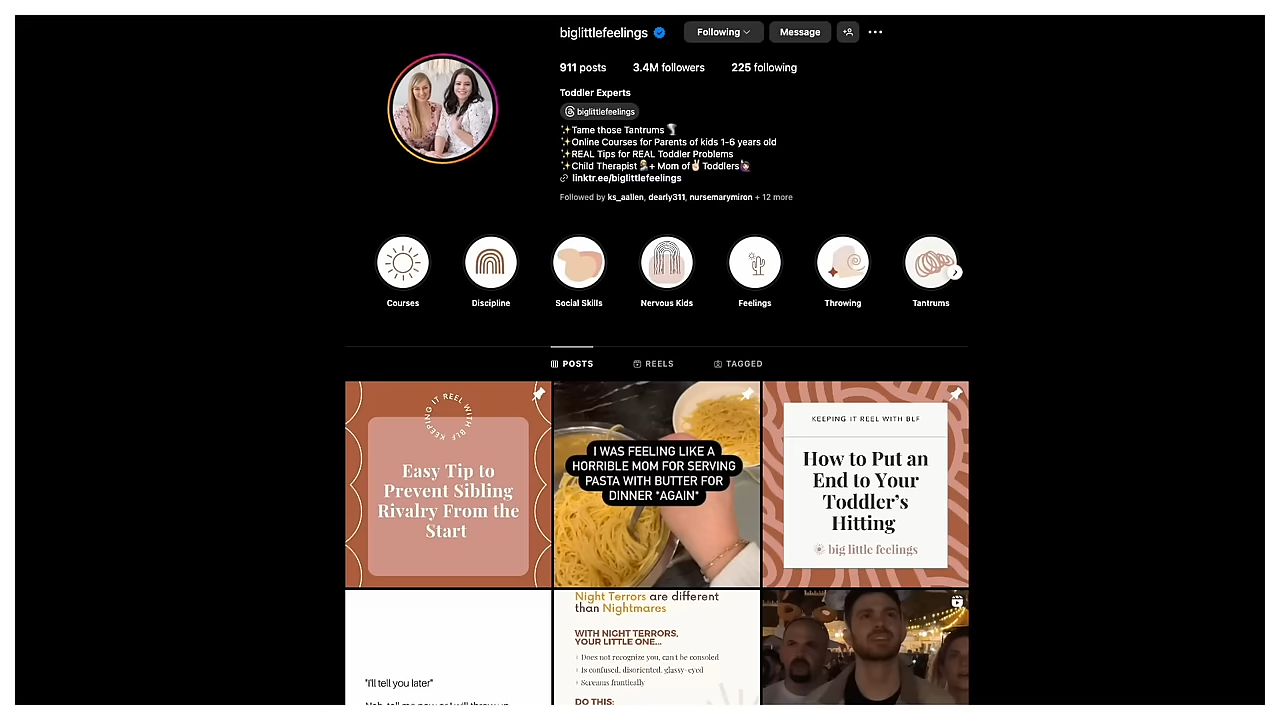 biglittlefeelings
Following
Message
911 posts
3.4M followers
225 following
Toddler Experts
biglittlefeelings
✨Tame those Tantrums🌪️
✨Online Courses for Parents of kids 1-6 years old
✨REAL Tips for REAL Toddler Problems
✨Child Therapist + Mom of✌🏻Toddlers
linktr.ee/biglittlefeelings
Followed by ks_aallen, dearly311, nursemarymiron + 12 more
Courses
Discipline
Social Skills
Nervous Kids
Feelings
Throwing
Tantrums
POSTS
REELS
TAGGED
KEEPING IT REEL WITH BLF
Easy Tip to
Prevent Sibling
Rivalry From the
Start
I WAS FEELING LIKE A
HORRIBLE MOM FOR SERVING
PASTA WITH BUTTER FOR
DINNER *AGAIN*
KEEPING IT REEL WITH BLF
How to Put an
End to Your
Toddler's
Hitting
big little feelings
"I'll tell you later"
Night Terrors are different
than Nightmares
WITH NIGHT TERRORS,
YOUR LITTLE ONE...
Does not recognize you, can't be consoled
Is confused, disoriented, glassy-eyed
Screams frantically
DO THIS: